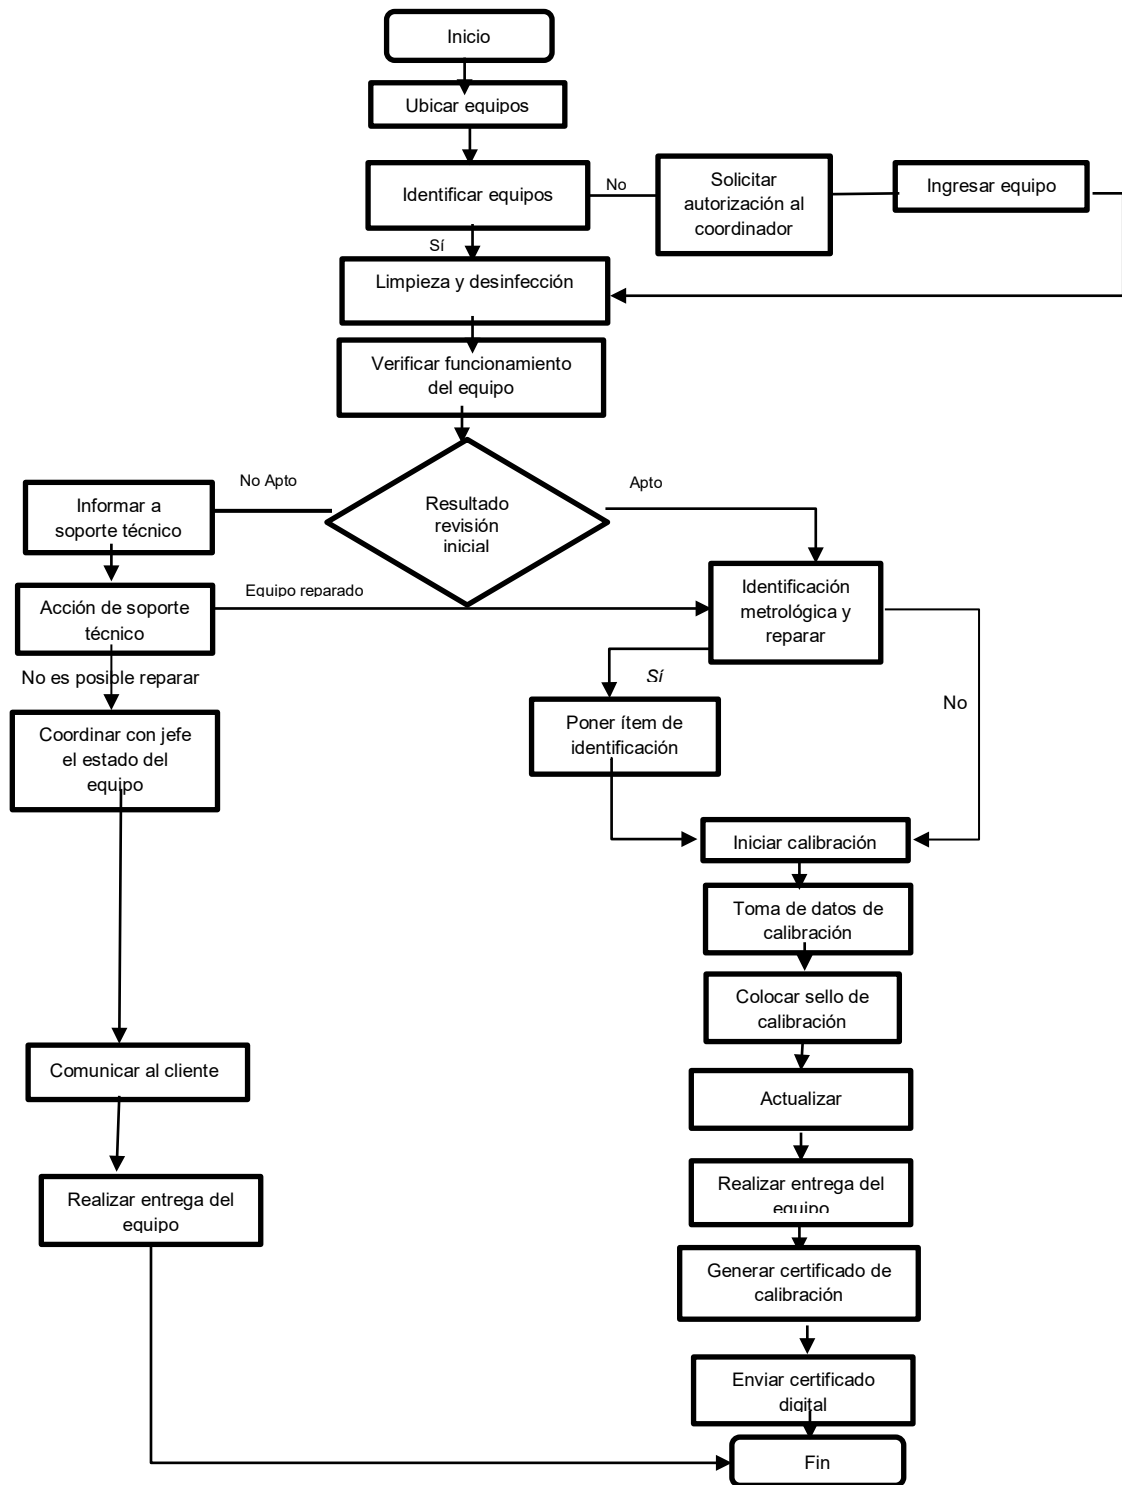 Inicio
Ubicar equipos
Identificar equipos
No
Solicitar
autorización al
coordinador
Ingresar equipo
Sí
Limpieza y desinfección
Verificar funcionamiento
del equipo
No Apto
Resultado
revisión
inicial
Apto
Informar a
soporte técnico
Acción de soporte
técnico
Equipo reparado
Identificación
metrológica y
reparar
No es posible reparar
Sí
No
Coordinar con jefe
el estado del
equipo
Poner ítem de
identificación
Iniciar calibración
Toma de datos de
calibración
Colocar sello de
calibración
Comunicar al cliente
Actualizar
Realizar entrega del
equipo
Realizar entrega del
equipo
Generar certificado de
calibración
Enviar certificado
digital
Fin